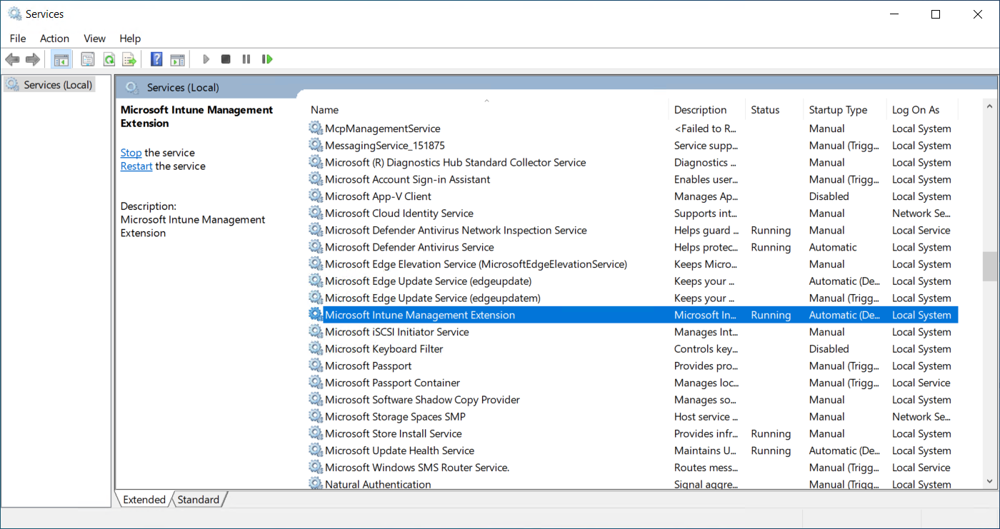 Services
File Action View Help
Services (Local)
Services (Local)
Microsoft Intune Management
Extension
Stop the service
Restart the service
Description:
Microsoft Intune Management
Extension
Name Description Status Startup Type Log On As
McpManagementService <Failed to R... Manual Local System
MessagingService_151875 Service supp... Manual (Trigg... Local System
Microsoft (R) Diagnostics Hub Standard Collector Service Diagnostics ... Manual Local System
Microsoft Account Sign-in Assistant Enables user... Manual (Trigg... Local System
Microsoft App-V Client Manages Ap... Disabled Local System
Microsoft Cloud Identity Service Supports int... Manual Network Se...
Microsoft Defender Antivirus Network Inspection Service Helps guard ... Running Manual Local Service
Microsoft Defender Antivirus Service Helps protec... Running Automatic Local System
Microsoft Edge Elevation Service (MicrosoftEdgeElevationService) Keeps Micro... Manual Local System
Microsoft Edge Update Service (edgeupdate) Keeps your ... Automatic (De... Local System
Microsoft Edge Update Service (edgeupdatem) Keeps your ... Manual (Trigg... Local System
Microsoft Intune Management Extension Microsoft In... Running Automatic (De... Local System
Microsoft iSCSI Initiator Service Manages Int... Manual Local System
Microsoft Keyboard Filter Controls key... Disabled Local System
Microsoft Passport Provides pro... Manual (Trigg... Local System
Microsoft Passport Container Manages loc... Manual (Trigg... Local Service
Microsoft Software Shadow Copy Provider Manages so... Manual Local System
Microsoft Storage Spaces SMP Host service ... Manual Network Se...
Microsoft Store Install Service Provides infr... Running Manual Local System
Microsoft Update Health Service Maintains U... Running Automatic (De... Local System
Microsoft Windows SMS Router Service. Routes mess... Manual (Trigg... Local Service
Natural Authentication Signal aggre... Manual (Trigg... Local System
Extended Standard